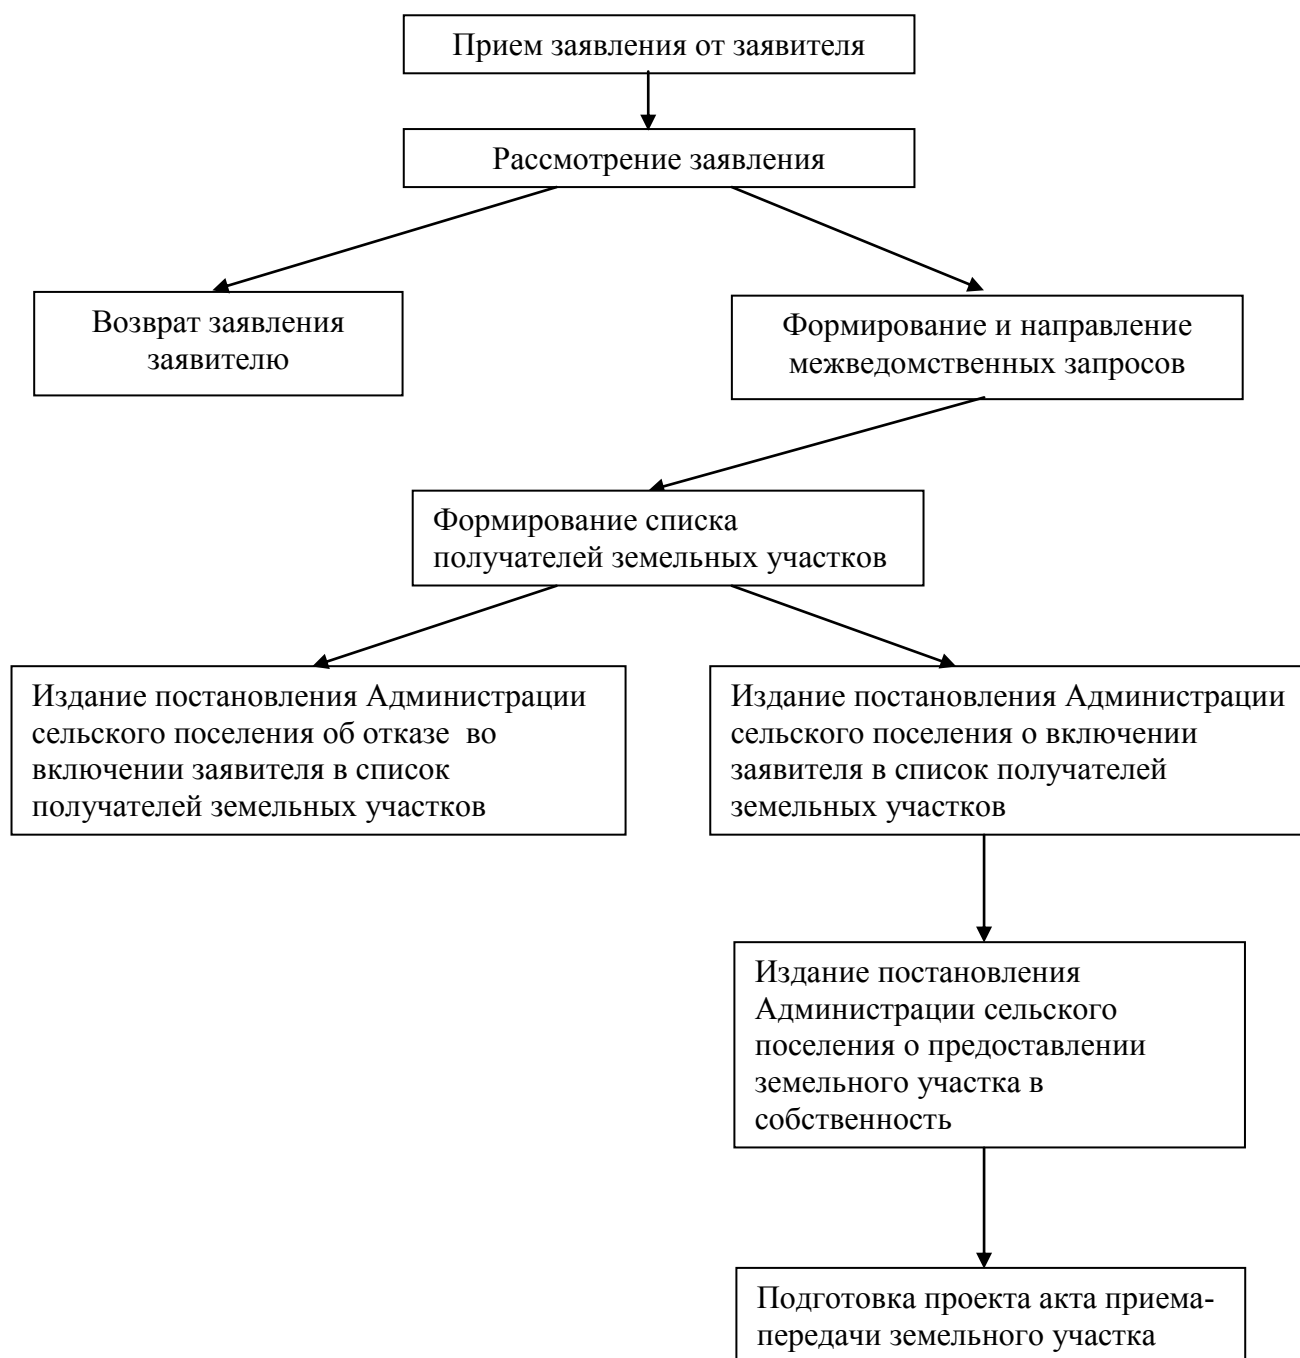 Прием заявления от заявителя
Рассмотрение заявления
Возврат заявления
заявителю
Формирование и направление
межведомственных запросов
Формирование списка
получателей земельных участков
Издание постановления Администрации
сельского поселения об отказе  во
включении заявителя в список
получателей земельных участков
Издание постановления Администрации
сельского поселения о включении
заявителя в список получателей
земельных участков
Издание постановления
Администрации сельского
поселения о предоставлении
земельного участка в
собственность
Подготовка проекта акта приема-
передачи земельного участка